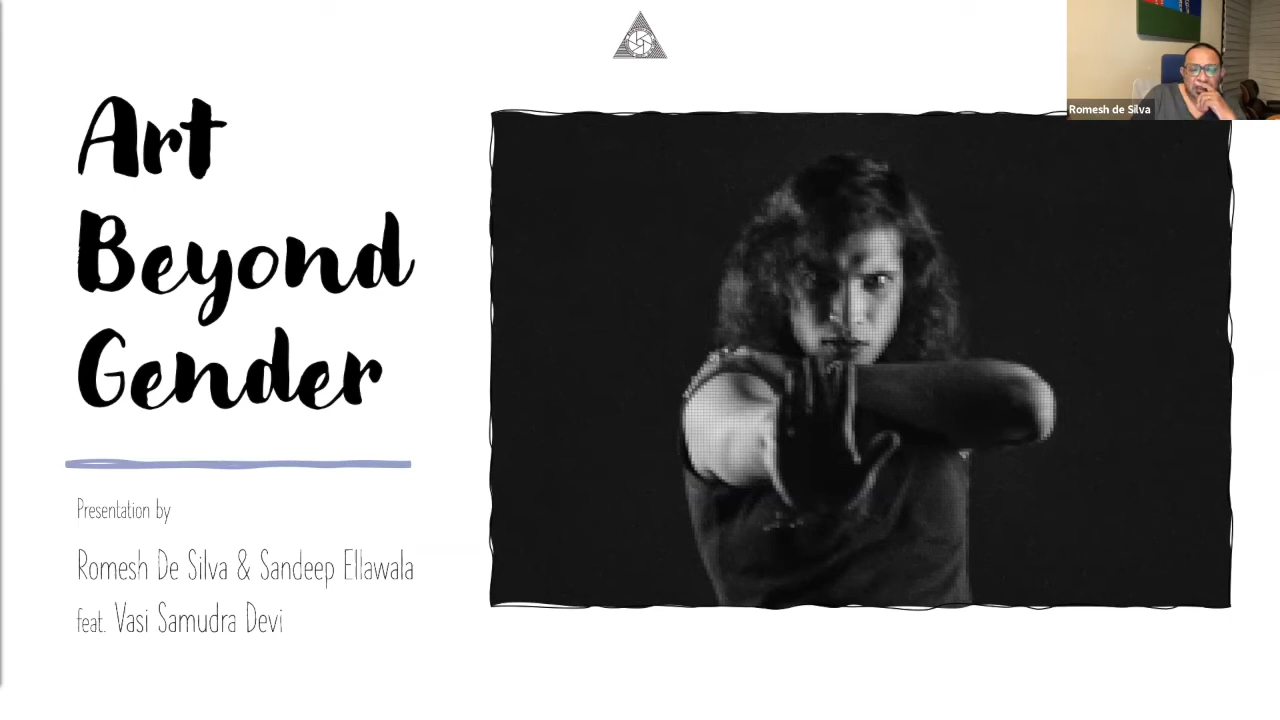 Art
Beyond
Gender
Presentation by
Romesh De Silva & Sandeep Ellawala
feat. Vasi Samudra Devi
Romesh de Silva